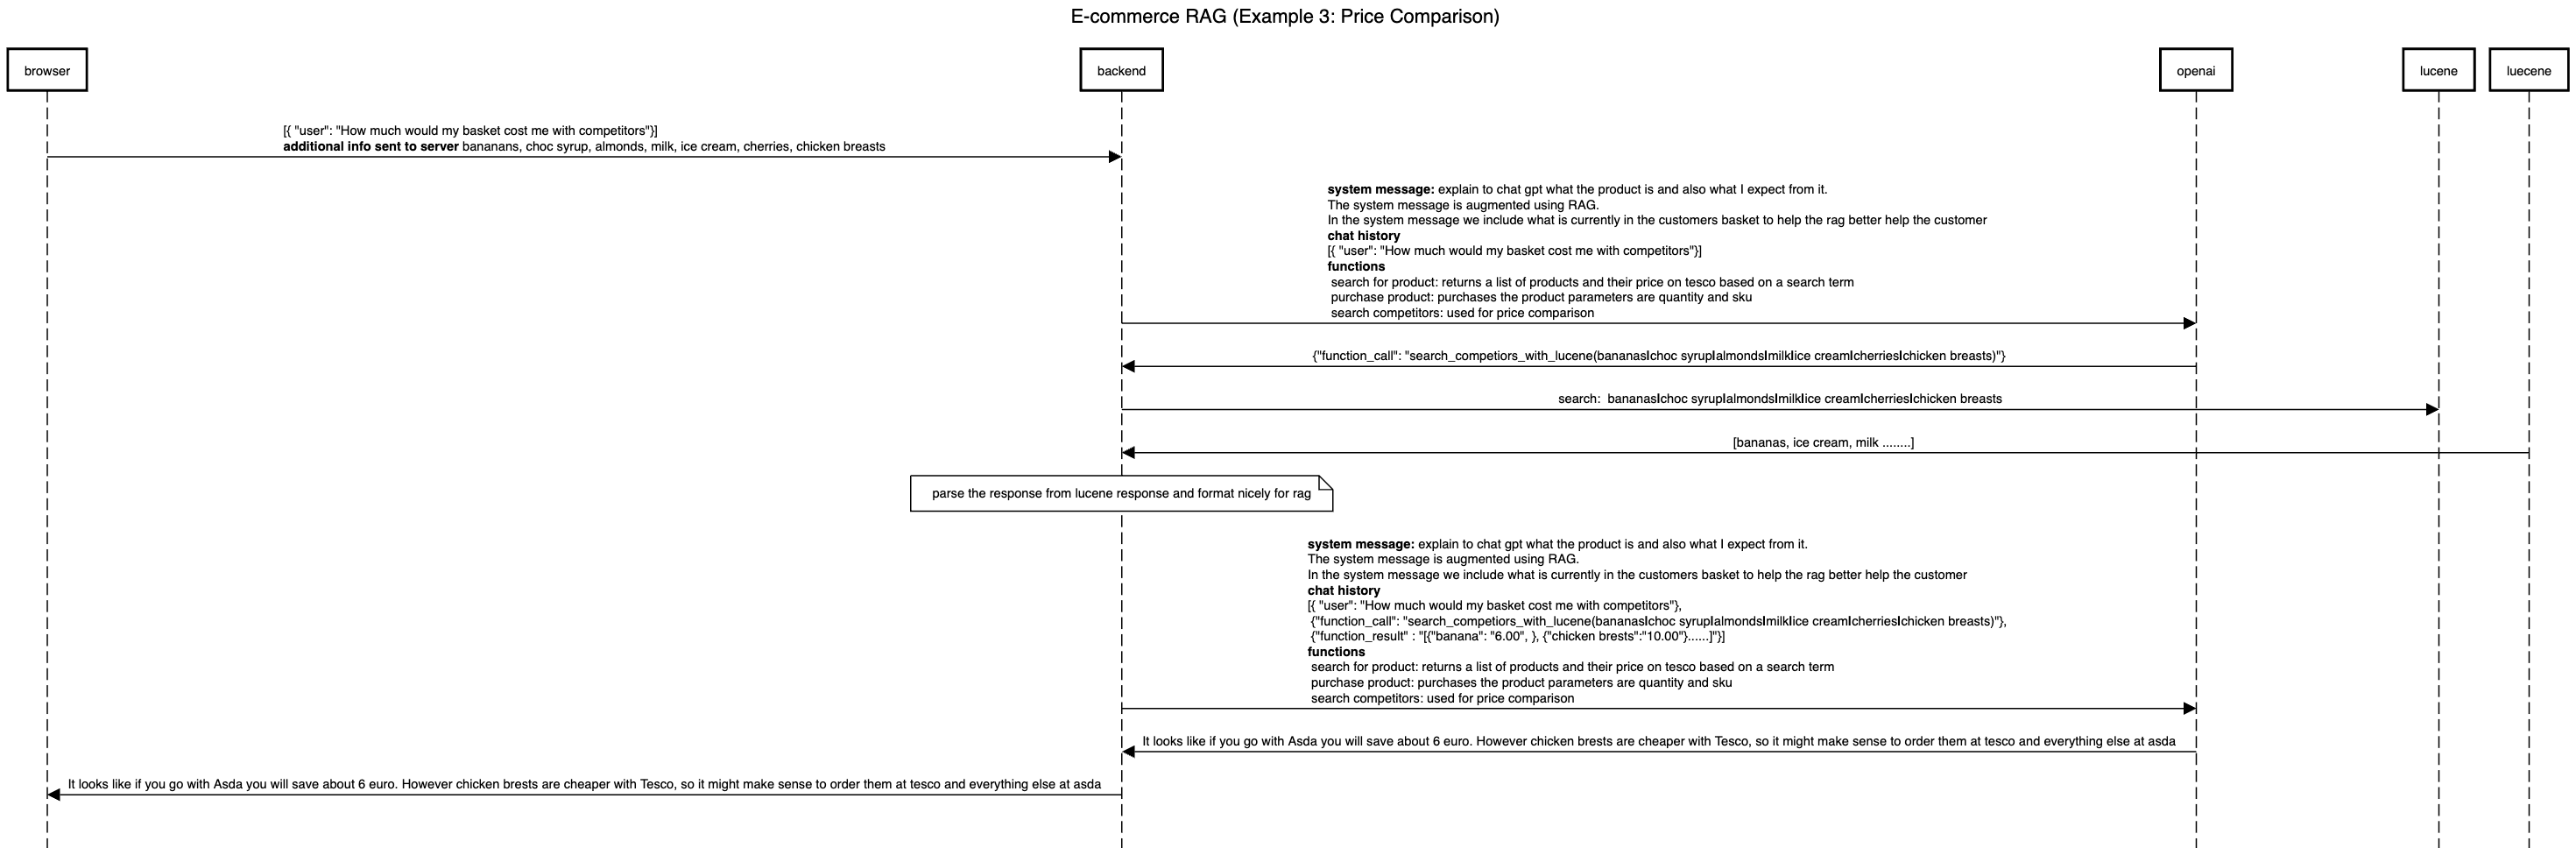 E-commerce RAG (Example 3: Price Comparison)
browser
backend
openai
lucene
luecene
[{ "user": "How much would my basket cost me with competitors"}]
additional info sent to server bananans, choc syrup, almonds, milk, ice cream, cherries, chicken breasts
system message: explain to chat gpt what the product is and also what I expect from it.
The system message is augmented using RAG.
In the system message we include what is currently in the customers basket to help the rag better help the customer
chat history
[{ "user": "How much would my basket cost me with competitors"}]
functions
search for product: returns a list of products and their price on tesco based on a search term
purchase product: purchases the product parameters are quantity and sku
search competitors: used for price comparison
{"function_call": "search_competiors_with_lucene(bananas|choc syrup|almonds|milk|ice cream|cherries|chicken breasts)"}
search:  bananas|choc syrup|almonds|milk|ice cream|cherries|chicken breasts
[bananas, ice cream, milk ........]
parse the response from lucene response and format nicely for rag
system message: explain to chat gpt what the product is and also what I expect from it.
The system message is augmented using RAG.
In the system message we include what is currently in the customers basket to help the rag better help the customer
chat history
[{ "user": "How much would my basket cost me with competitors"},
{"function_call": "search_competiors_with_lucene(bananas|choc syrup|almonds|milk|ice cream|cherries|chicken breasts)"},
{"function_result" : "[{"banana": "6.00", }, {"chicken brests":"10.00"}......]"}]
functions
search for product: returns a list of products and their price on tesco based on a search term
purchase product: purchases the product parameters are quantity and sku
search competitors: used for price comparison
It looks like if you go with Asda you will save about 6 euro. However chicken brests are cheaper with Tesco, so it might make sense to order them at tesco and everything else at asda
It looks like if you go with Asda you will save about 6 euro. However chicken brests are cheaper with Tesco, so it might make sense to order them at tesco and everything else at asda